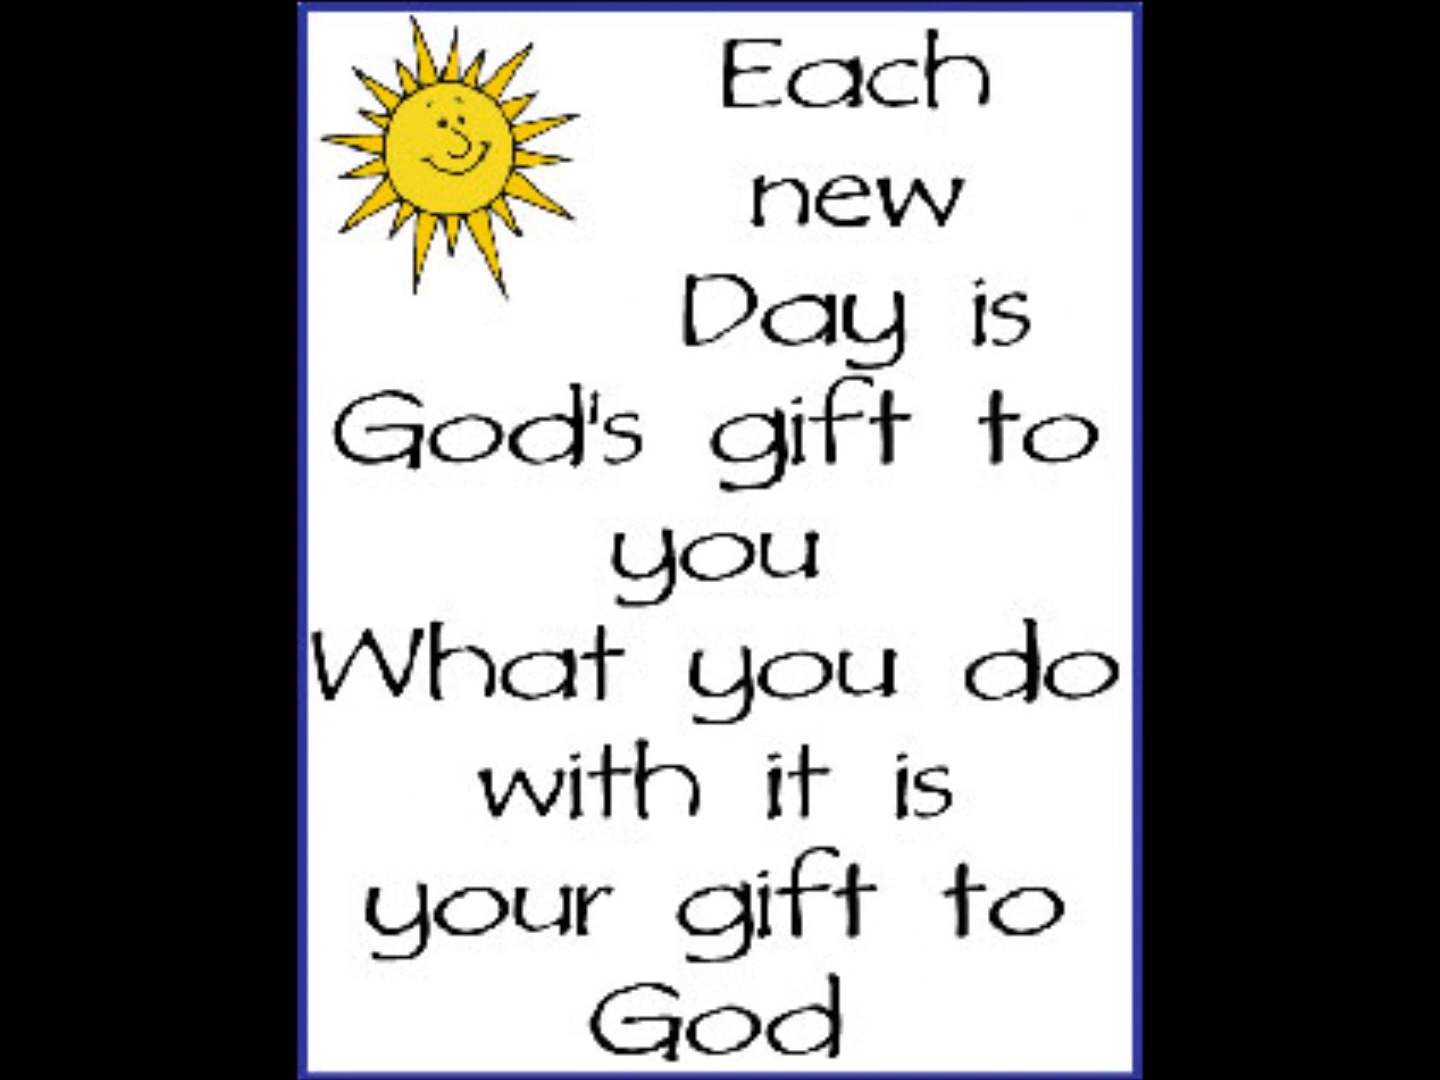 Each
new
Day is
God's gift to
you
What you do
with it is
your gift to
God